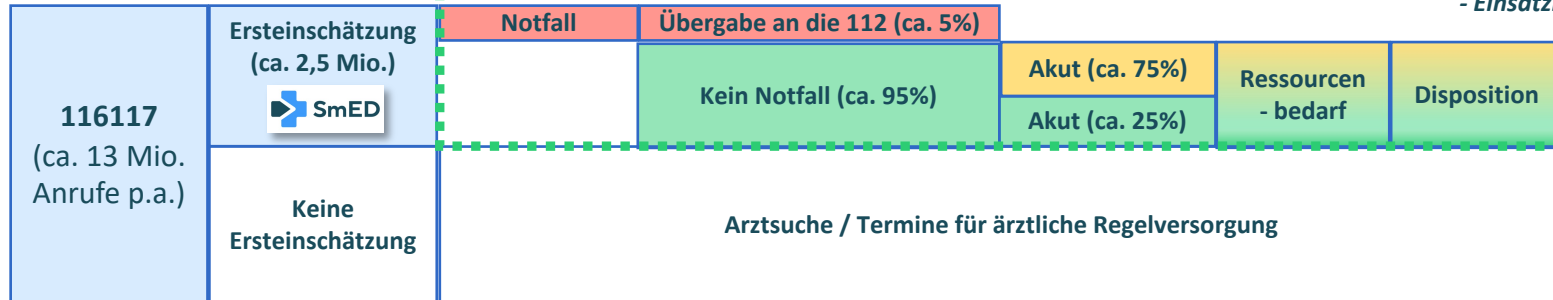 - Einsatz
116117
(ca. 13 Mio.
Anrufe p.a.)
Ersteinschätzung
(ca. 2,5 Mio.)
SmED
Keine
Ersteinschätzung
Notfall
Übergabe an die 112 (ca. 5%)
Kein Notfall (ca. 95%)
Akut (ca. 75%)
Akut (ca. 25%)
Ressourcen
- bedarf
Disposition
Arztsuche / Termine für ärztliche Regelversorgung